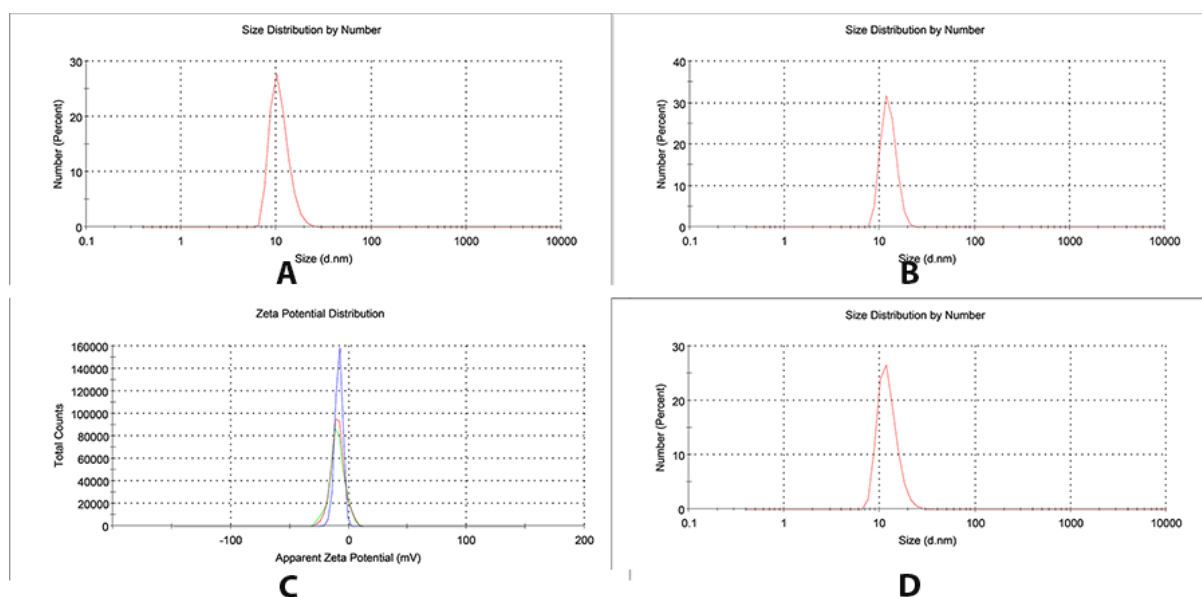 Size Distribution by Number
Number (Percent)
30
20
10
0
0.1 1 10 100 1000 10000
Size (d.nm)
A
Size Distribution by Number
Number (Percent)
40
30
20
10
0
0.1 1 10 100 1000 10000
Size (d.nm)
B
Zeta Potential Distribution
Total Counts
160000
140000
120000
100000
80000
60000
40000
20000
0
-100 0 100 200
Apparent Zeta Potential (mV)
C
Size Distribution by Number
Number (Percent)
30
20
10
0
0.1 1 10 100 1000 10000
Size (d.nm)
D